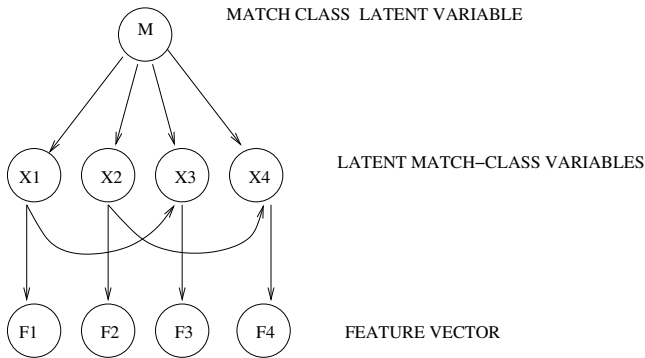 MATCH CLASS LATENT VARIABLE
M
X1 X2 X3 X4
LATENT MATCH−CLASS VARIABLES
F1 F2 F3 F4
FEATURE VECTOR